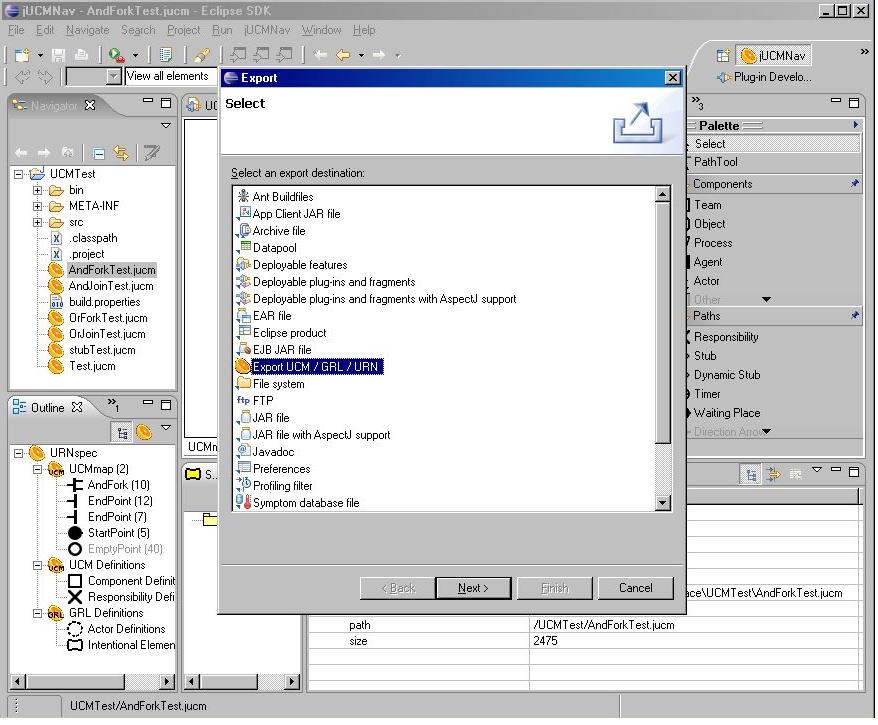 jUCMNav - AndForkTest.jucm - Eclipse SDK
File Edit Navigate Search Project Run jUCMNav Window Help
View all elements
jUCMNav
Plug-in Develo...
Navigator
UCMTest
bin
META-INF
src
.classpath
.project
AndForkTest.jucm
AndJoinTest.jucm
build.properties
OrForkTest.jucm
OrJoinTest.jucm
stubTest.jucm
Test.jucm
Outline
1
URNspec
UCMmap (2)
AndFork (10)
EndPoint (12)
EndPoint (7)
StartPoint (5)
EmptyPoint (40)
UCM Definitions
Component Definit
Responsibility Defi
GRL Definitions
Actor Definitions
Intentional Elemen
UC
UCMn
S...
Export
Select
Select an export destination:
Ant Buildfiles
App Client JAR file
Archive file
Datapool
Deployable features
Deployable plug-ins and fragments
Deployable plug-ins and fragments with AspectJ support
EAR file
Eclipse product
EJB JAR file
Export UCM / GRL / URN
File system
FTP
JAR file
JAR file with AspectJ support
Javadoc
Preferences
Profiling filter
Symptom database file
< Back Next > Finish Cancel
3
Palette
Select
PathTool
Components
Team
Object
Process
Agent
Actor
Other
Paths
Responsibility
Stub
Dynamic Stub
Timer
Waiting Place
Direction Arrow
ace\UCMTest\AndForkTest.jucm
path /UCMTest/AndForkTest.jucm
size 2475
UCMTest/AndForkTest.jucm